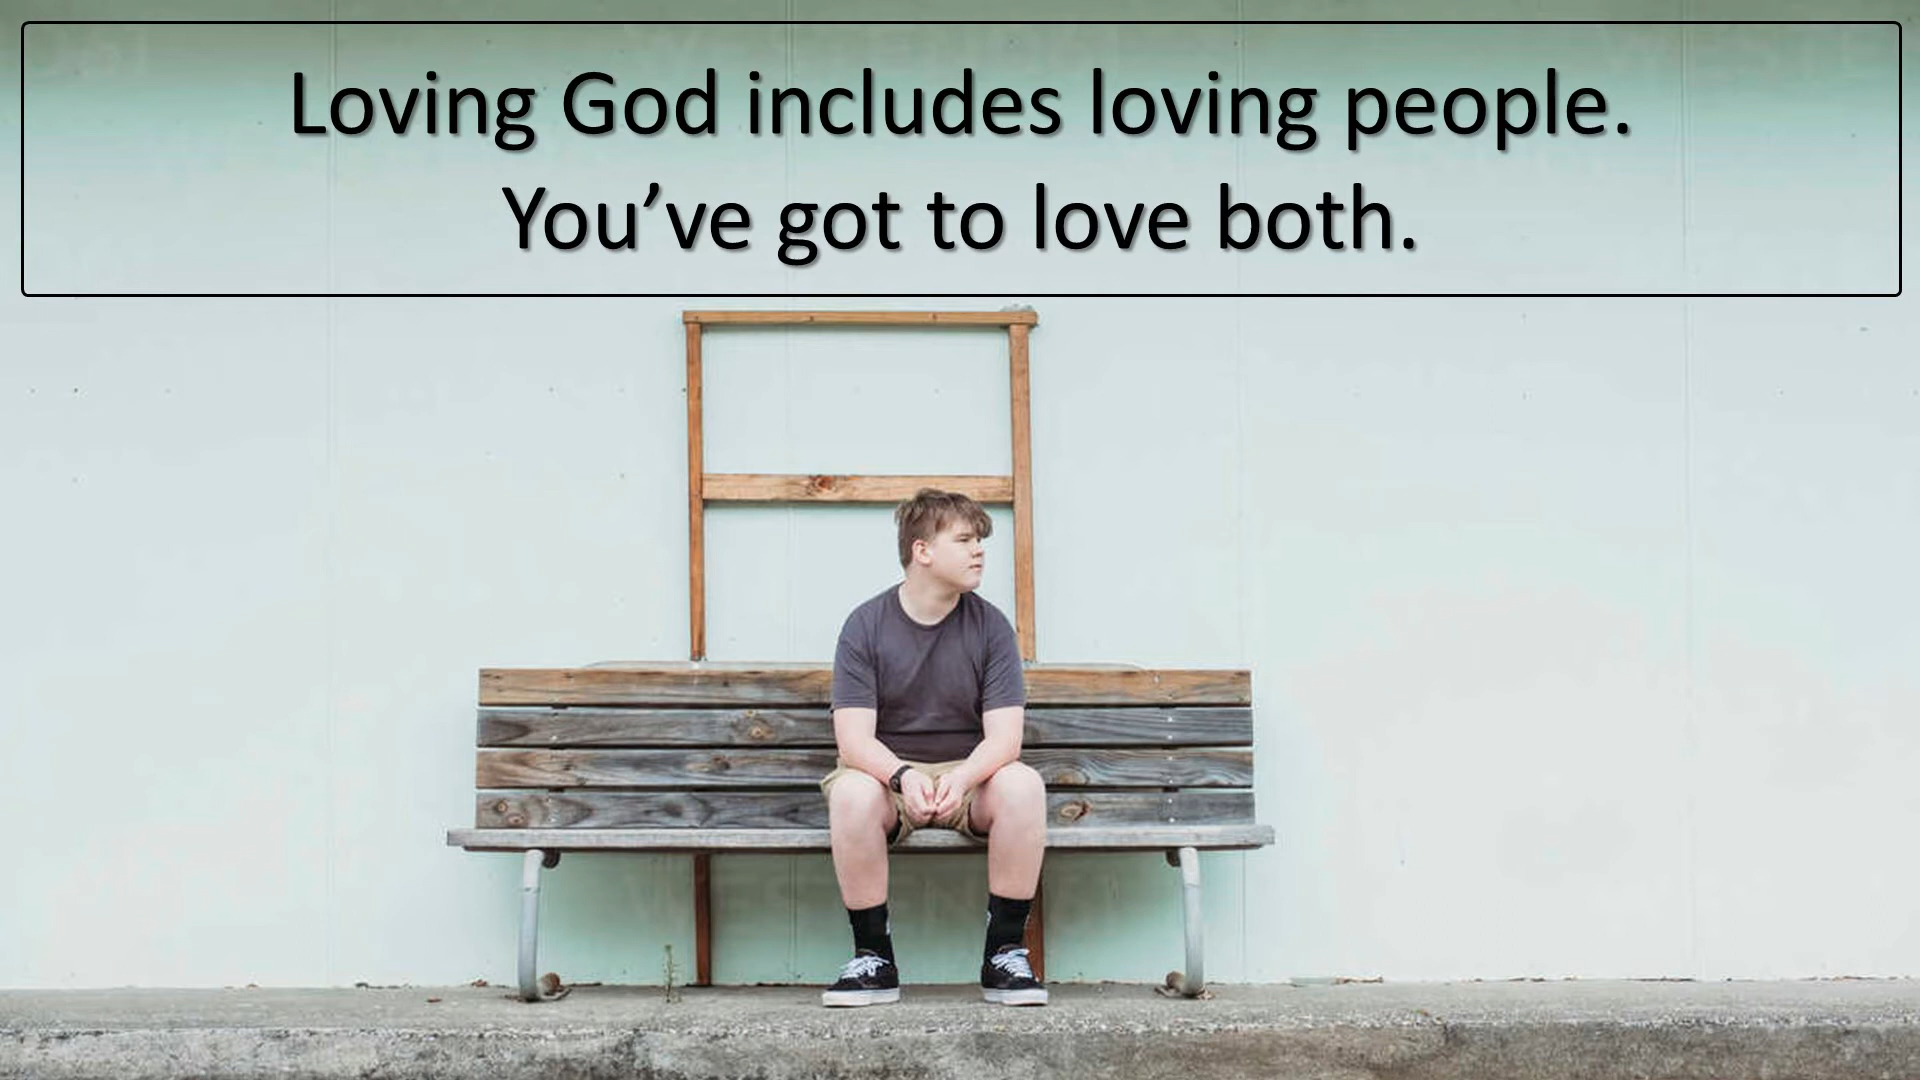 Loving God includes loving people.
You’ve got to love both.